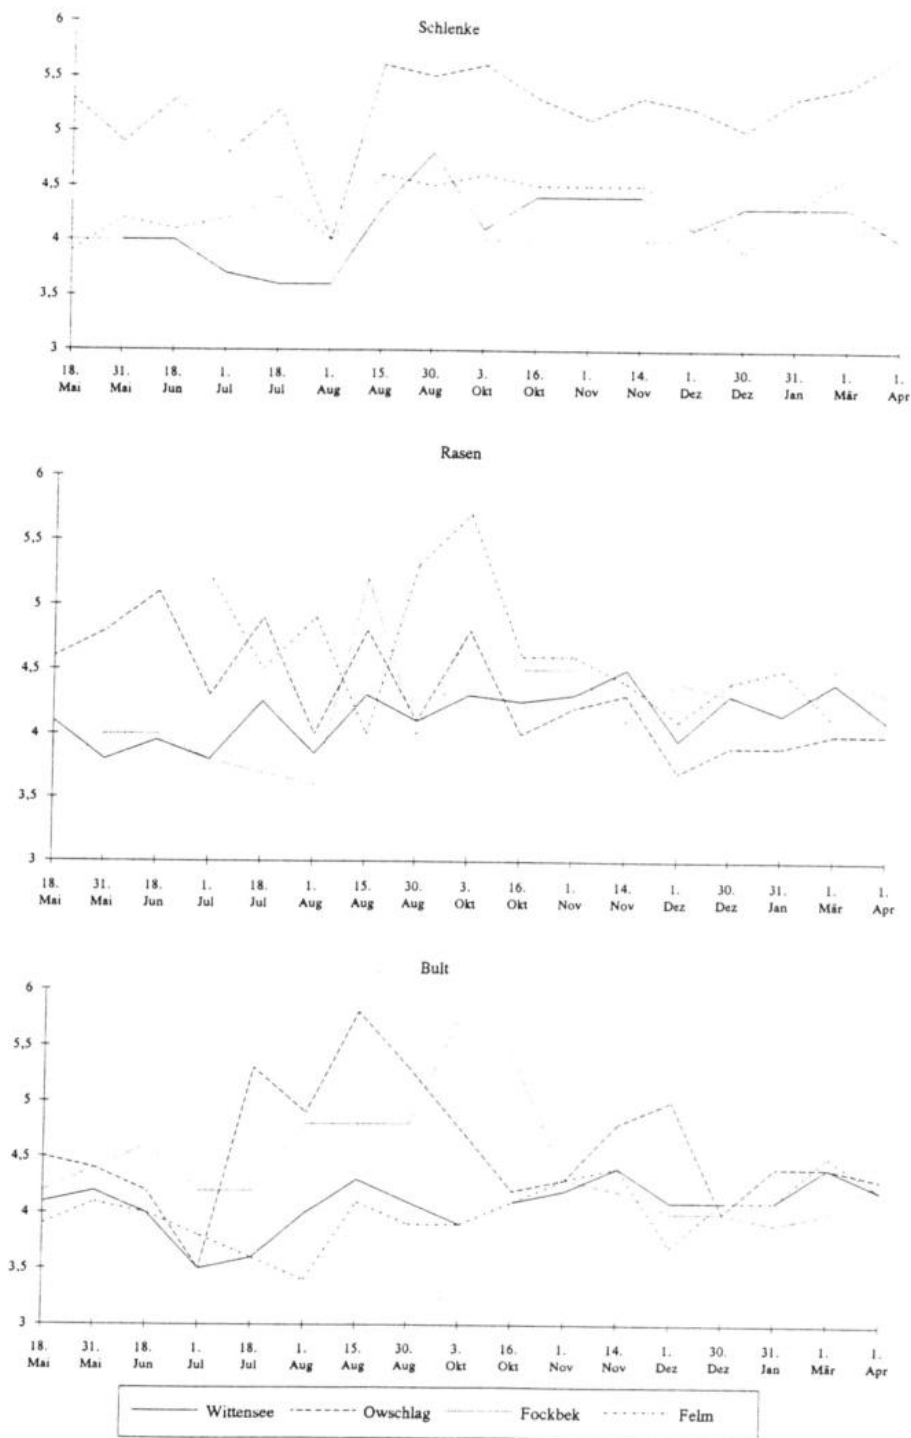 Schlenke
6
5,5
5
4,5
4
3,5
3
18. 31. 18. 1. 18. 1. 15. 30. 3. 16. 1. 14. 1. 30. 31. 1. 1.
Mai Mai Jun Jul Jul Aug Aug Aug Okt Okt Nov Nov Dez Dez Jan Mär Apr
Rasen
6
5,5
5
4,5
4
3,5
3
18. 31. 18. 1. 18. 1. 15. 30. 3. 16. 1. 14. 1. 30. 31. 1. 1.
Mai Mai Jun Jul Jul Aug Aug Aug Okt Okt Nov Nov Dez Dez Jan Mär Apr
Bult
6
5,5
5
4,5
4
3,5
3
18. 31. 18. 1. 18. 1. 15. 30. 3. 16. 1. 14. 1. 30. 31. 1. 1.
Mai Mai Jun Jul Jul Aug Aug Aug Okt Okt Nov Nov Dez Dez Jan Mär Apr
Wittensee Owschlag Fockbek Felm